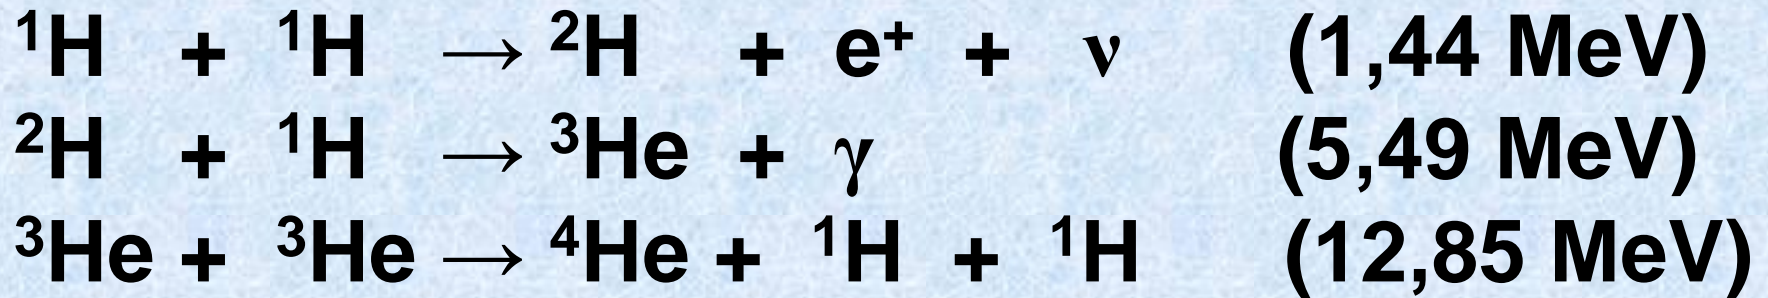 ¹H + ¹H → ²H + e⁺ + ν (1,44 MeV)
²H + ¹H → ³He + γ (5,49 MeV)
³He + ³He → ⁴He + ¹H + ¹H (12,85 MeV)